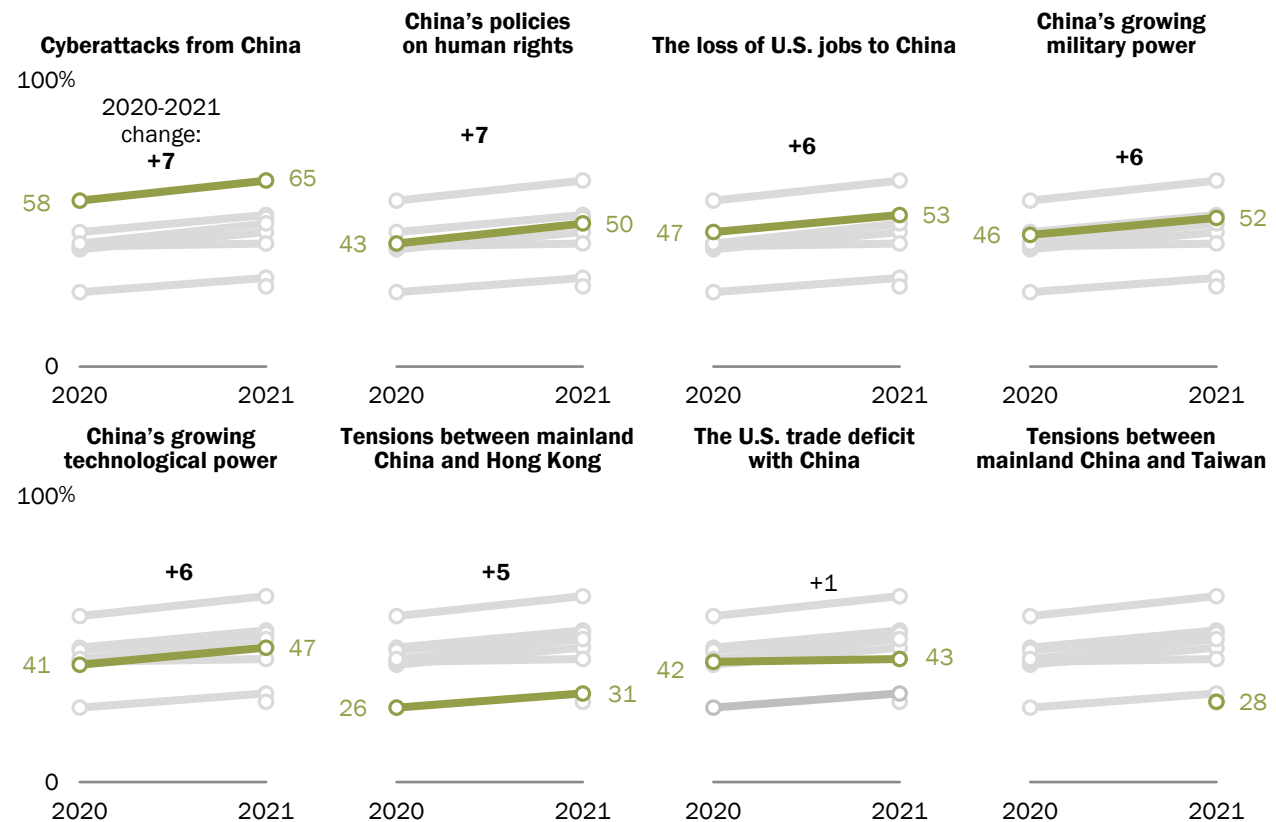 Cyberattacks from China
China’s policies
on human rights
The loss of U.S. jobs to China
China’s growing
military power
100%
2020-2021
change:
+7
58
65
0
2020
2021
+7
43
50
2020
2021
+6
47
53
2020
2021
+6
46
52
2020
2021
China’s growing
technological power
Tensions between mainland
China and Hong Kong
The U.S. trade deficit
with China
Tensions between
mainland China and Taiwan
100%
+6
41
47
0
2020
2021
+5
26
31
2020
2021
+1
42
43
2020
2021
28
2020
2021